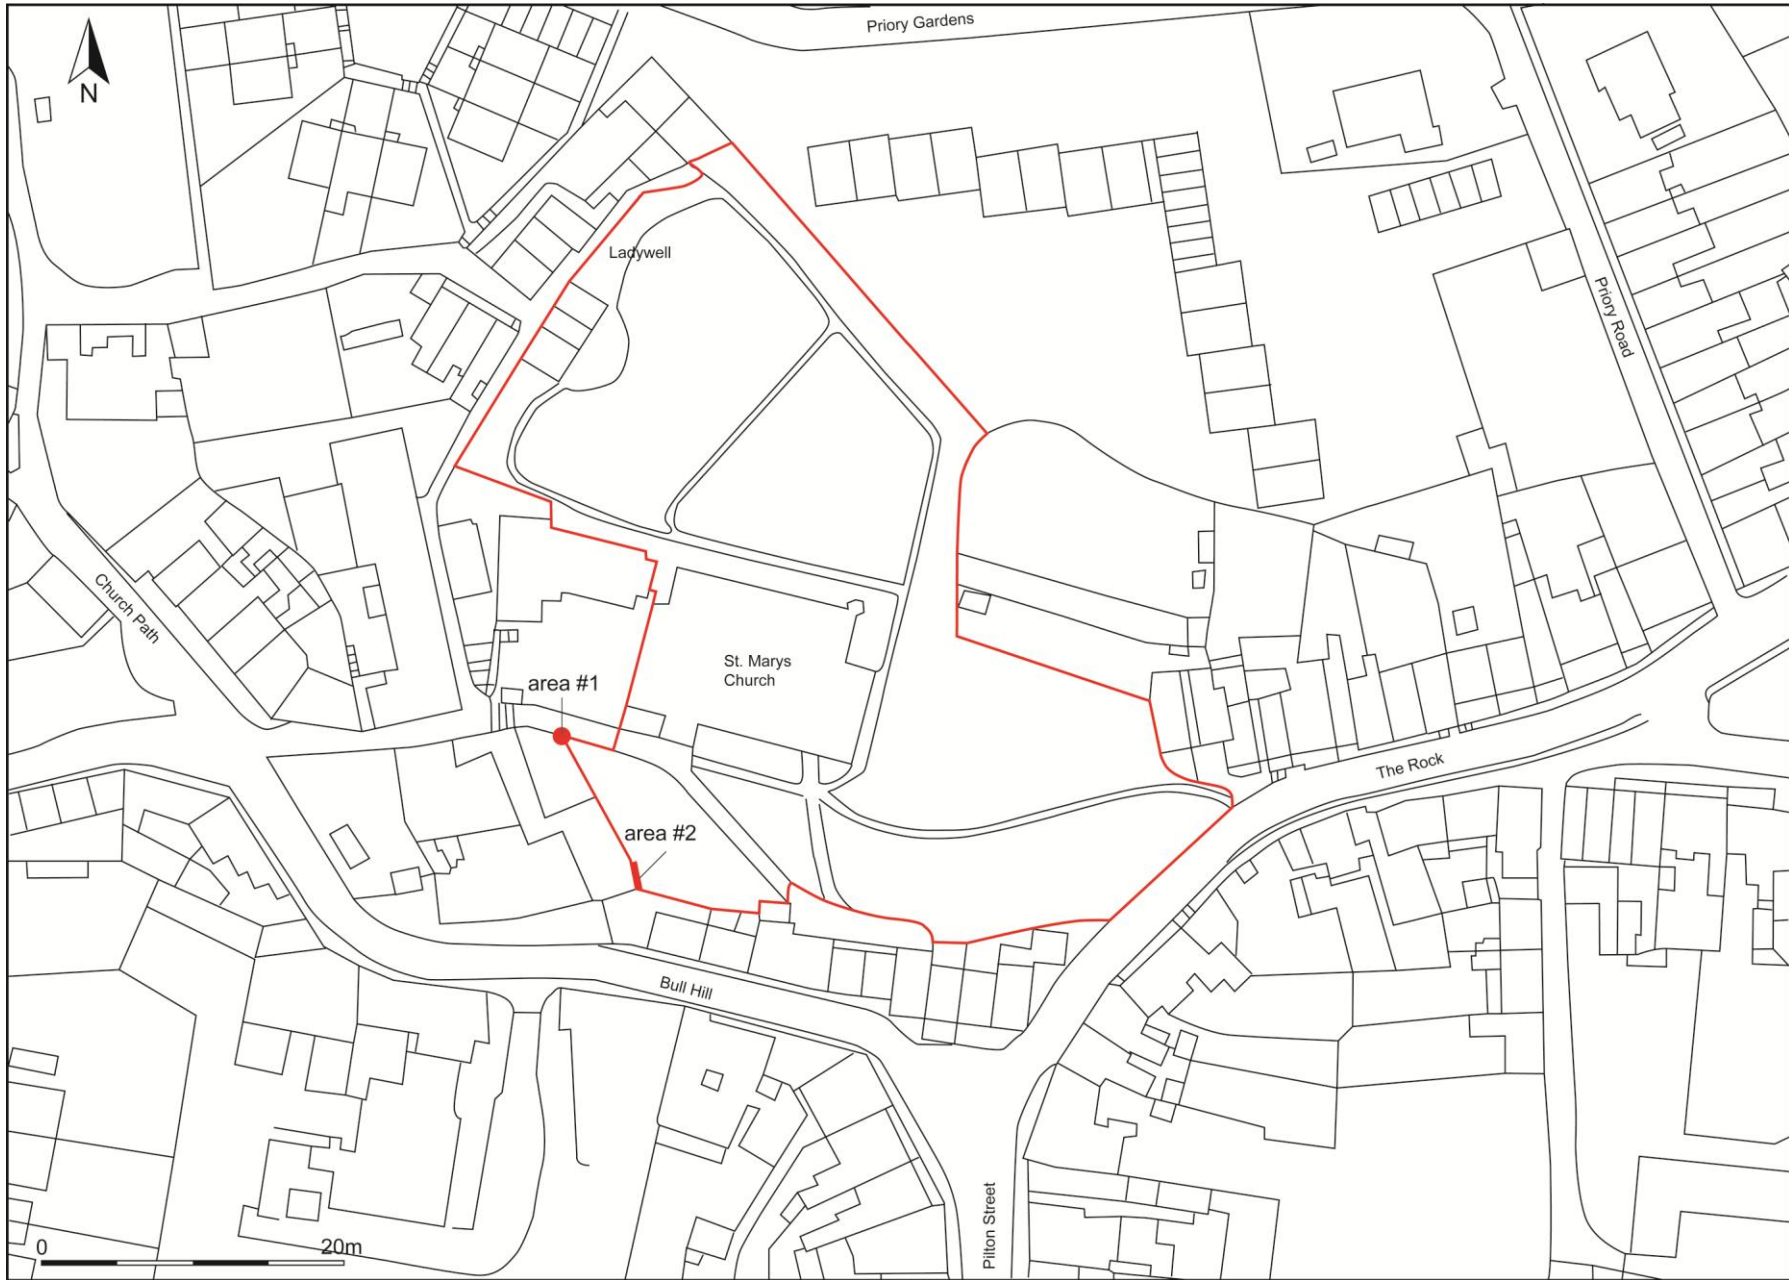 Priory Gardens
N
Ladywell
Priory Road
Church Path
St. Marys
Church
area #1
The Rock
area #2
Bull Hill
Pilton Street
0 20m